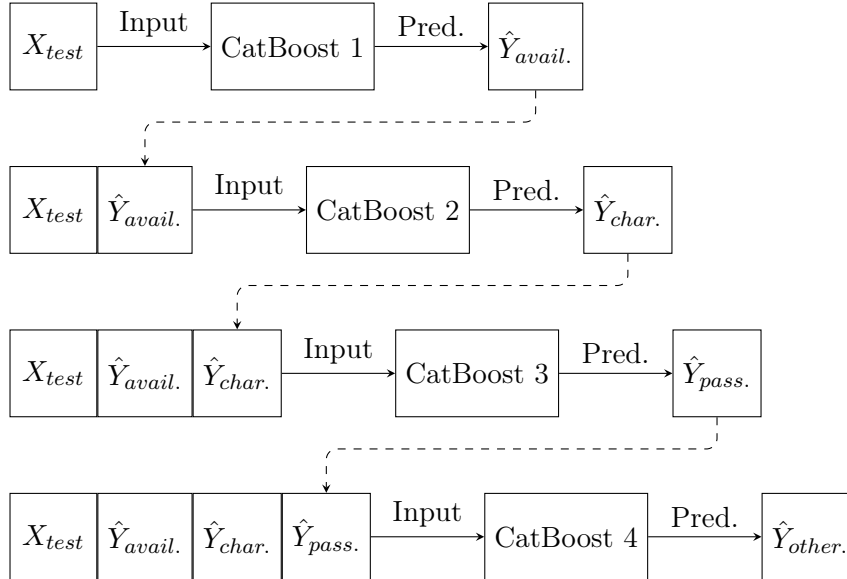 X_test Input CatBoost 1 Pred. Ŷ_avail.
X_test Ŷ_avail. Input CatBoost 2 Pred. Ŷ_char.
X_test Ŷ_avail. Ŷ_char. Input CatBoost 3 Pred. Ŷ_pass.
X_test Ŷ_avail. Ŷ_char. Ŷ_pass. Input CatBoost 4 Pred. Ŷ_other.